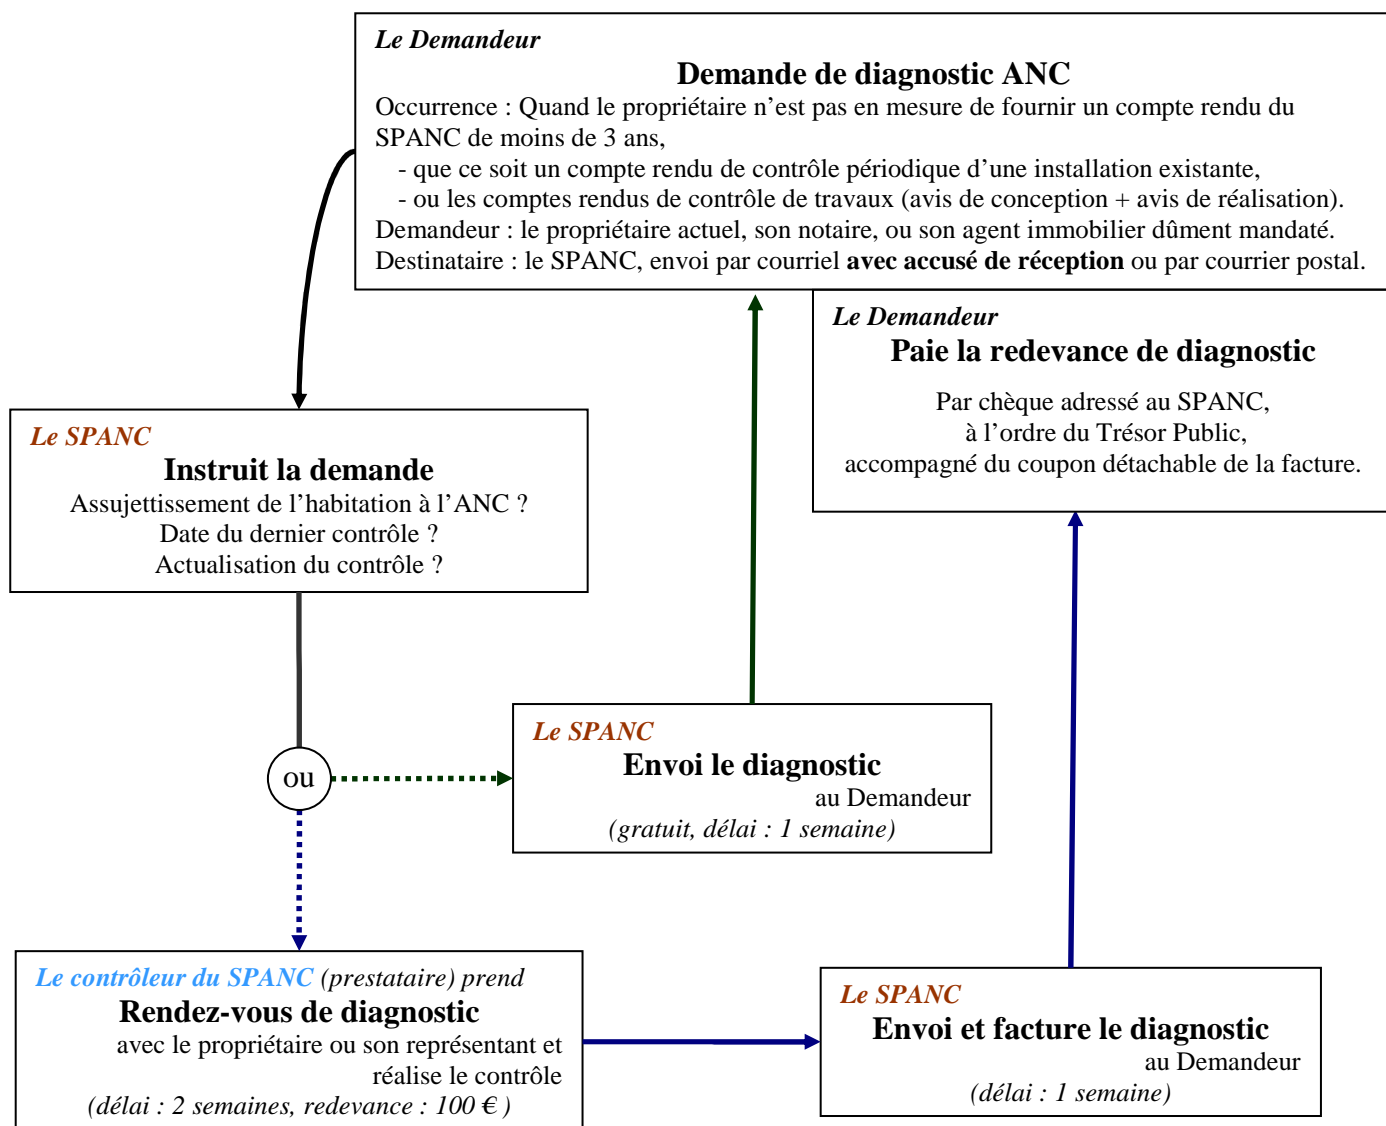 Le Demandeur
Demande de diagnostic ANC
Occurrence : Quand le propriétaire n’est pas en mesure de fournir un compte rendu du
SPANC de moins de 3 ans,
- que ce soit un compte rendu de contrôle périodique d’une installation existante,
- ou les comptes rendus de contrôle de travaux (avis de conception + avis de réalisation).
Demandeur : le propriétaire actuel, son notaire, ou son agent immobilier dûment mandaté.
Destinataire : le SPANC, envoi par courriel avec accusé de réception ou par courrier postal.
Le Demandeur
Paie la redevance de diagnostic
Par chèque adressé au SPANC,
à l’ordre du Trésor Public,
accompagné du coupon détachable de la facture.
Le SPANC
Instruit la demande
Assujettissement de l’habitation à l’ANC ?
Date du dernier contrôle ?
Actualisation du contrôle ?
ou
Le SPANC
Envoi le diagnostic
au Demandeur
(gratuit, délai : 1 semaine)
Le contrôleur du SPANC (prestataire) prend
Rendez-vous de diagnostic
avec le propriétaire ou son représentant et
réalise le contrôle
(délai : 2 semaines, redevance : 100 € )
Le SPANC
Envoi et facture le diagnostic
au Demandeur
(délai : 1 semaine)